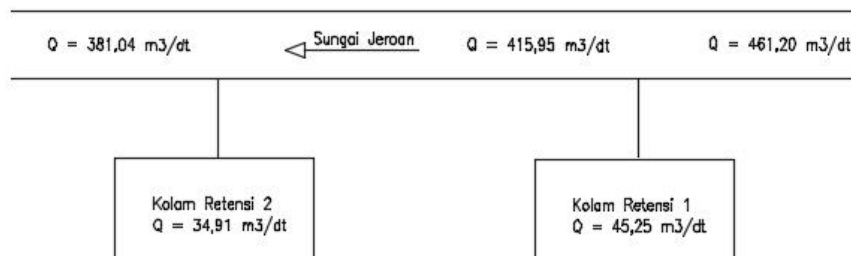 Q = 381,04 m3/dt
Sungai Jeroan
Q = 415,95 m3/dt
Q = 461,20 m3/dt
Kolam Retensi 2
Q = 34,91 m3/dt
Kolam Retensi 1
Q = 45,25 m3/dt